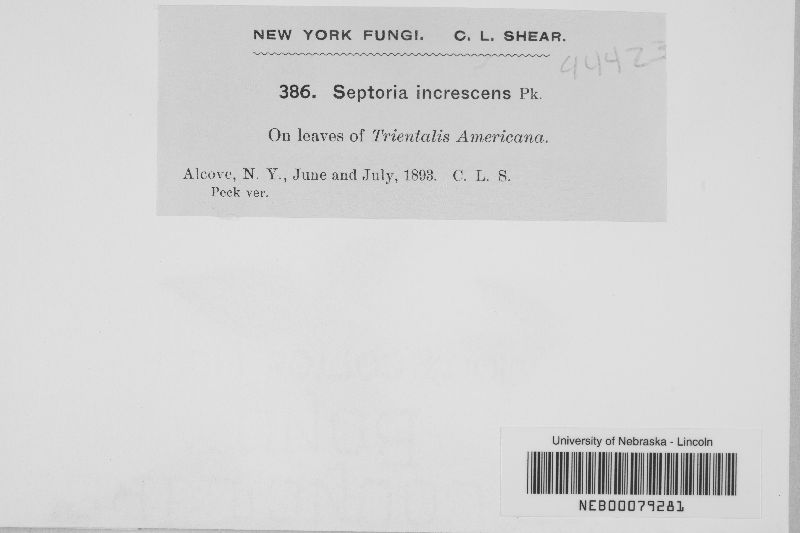 NEW YORK FUNGI. C. L. SHEAR.
44423
386. Septoria increscens Pk.
On leaves of Trientalis Americana.
Alcove, N. Y., June and July, 1893. C. L. S.
Peck ver.
University of Nebraska - Lincoln
NEB00079281